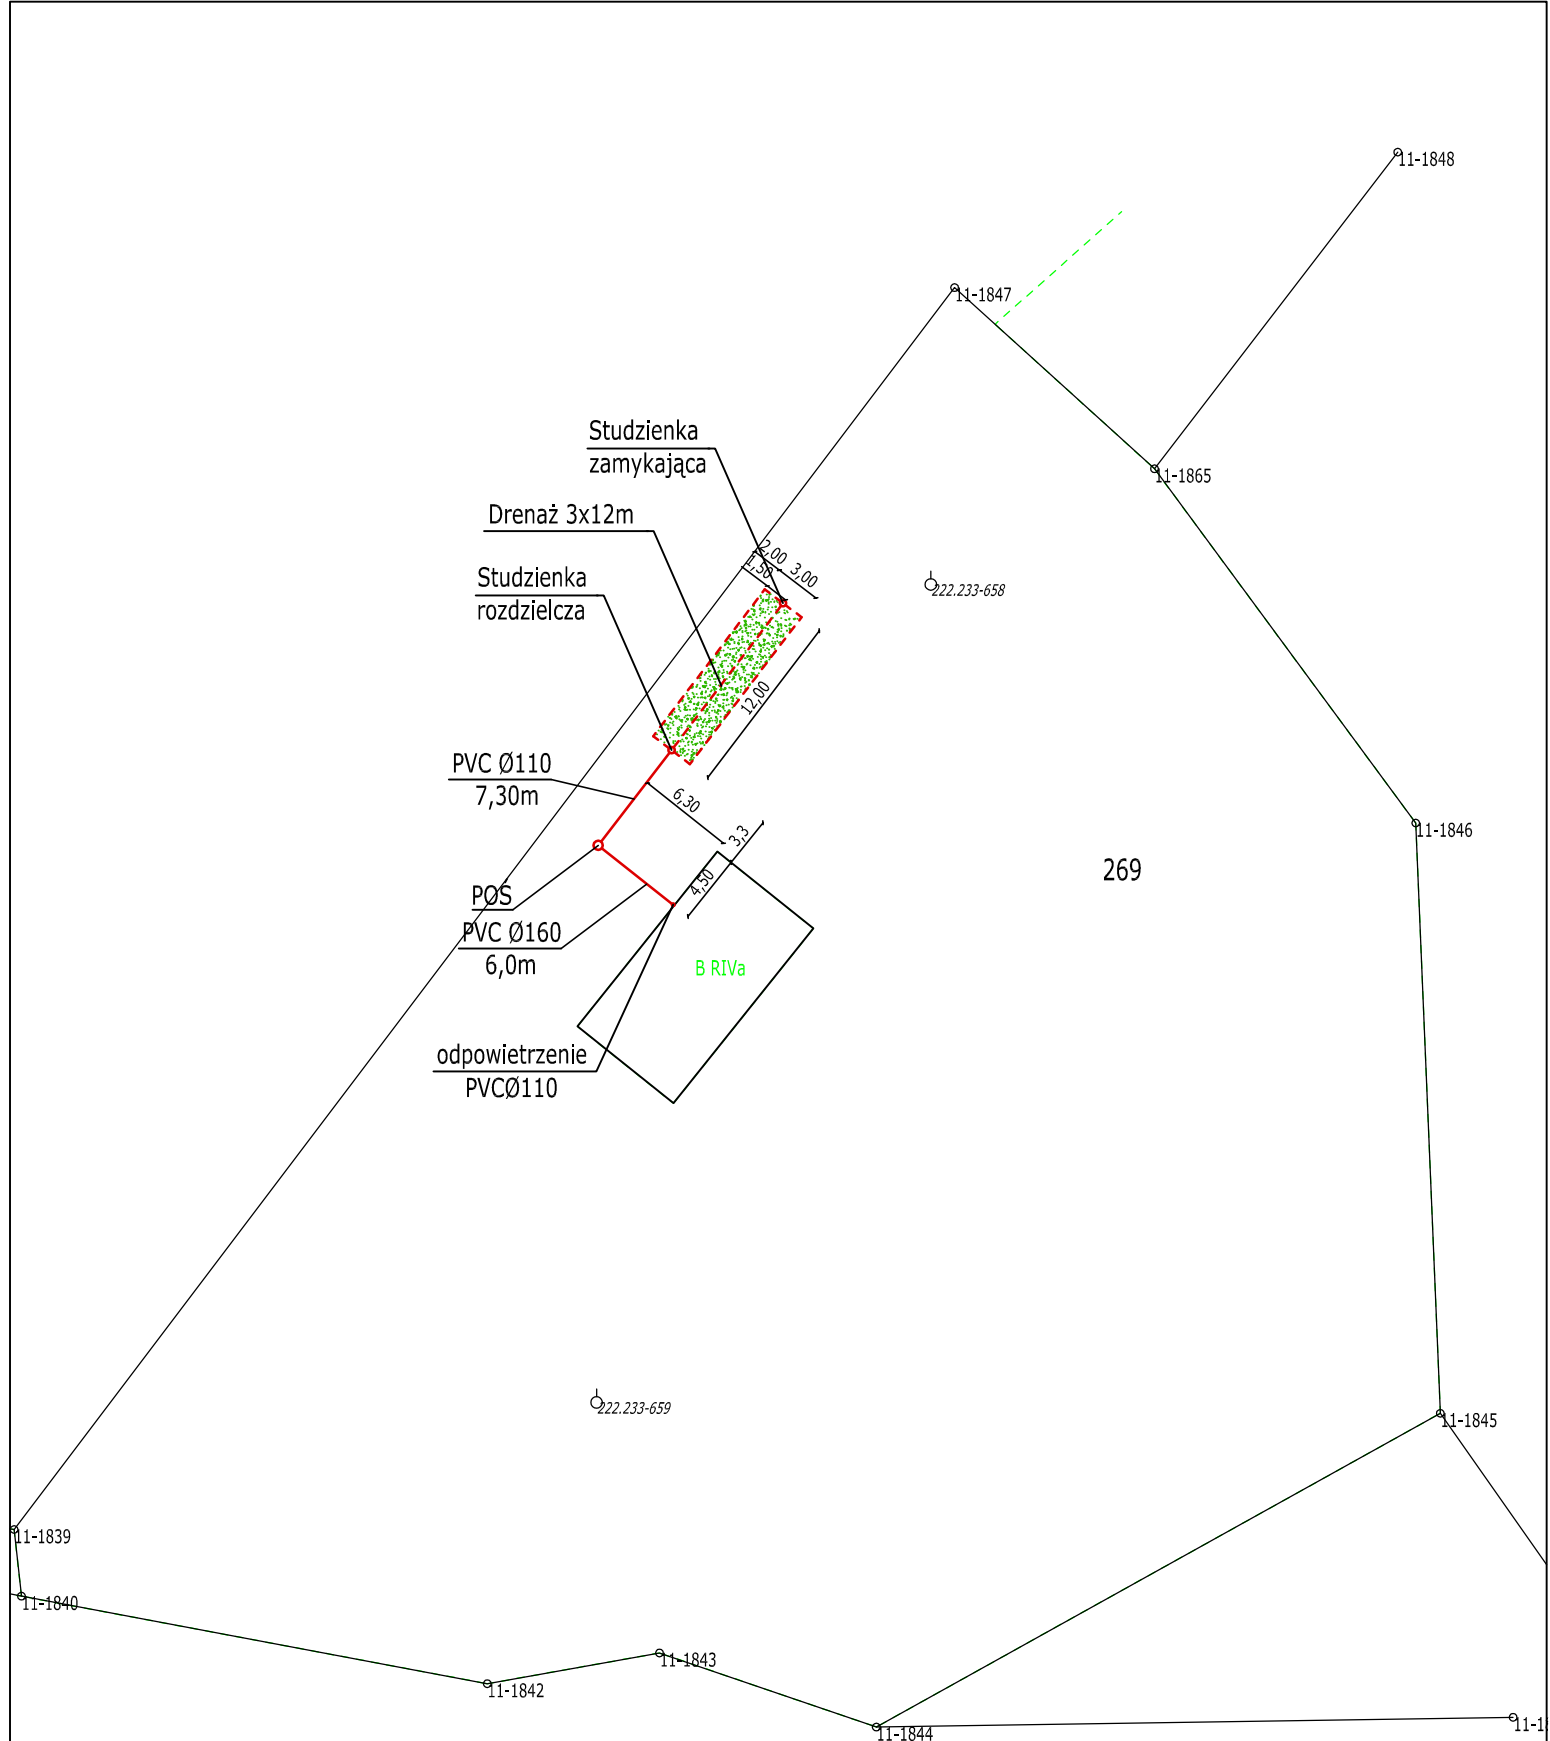 11-1848
11-1847
Studzienka
zamykająca
11-1865
Drenaż 3x12m
2,00
1,50
3,00
Studzienka
rozdzielcza
222.233-658
12,00
PVC Ø110
7,30m
6,30
3,3
11-1846
269
4,50
POŚ
PVC Ø160
6,0m
B RIVa
odpowietrzenie
PVCØ110
222.233-659
11-1845
11-1839
11-1840
11-1843
11-1842
11-1844